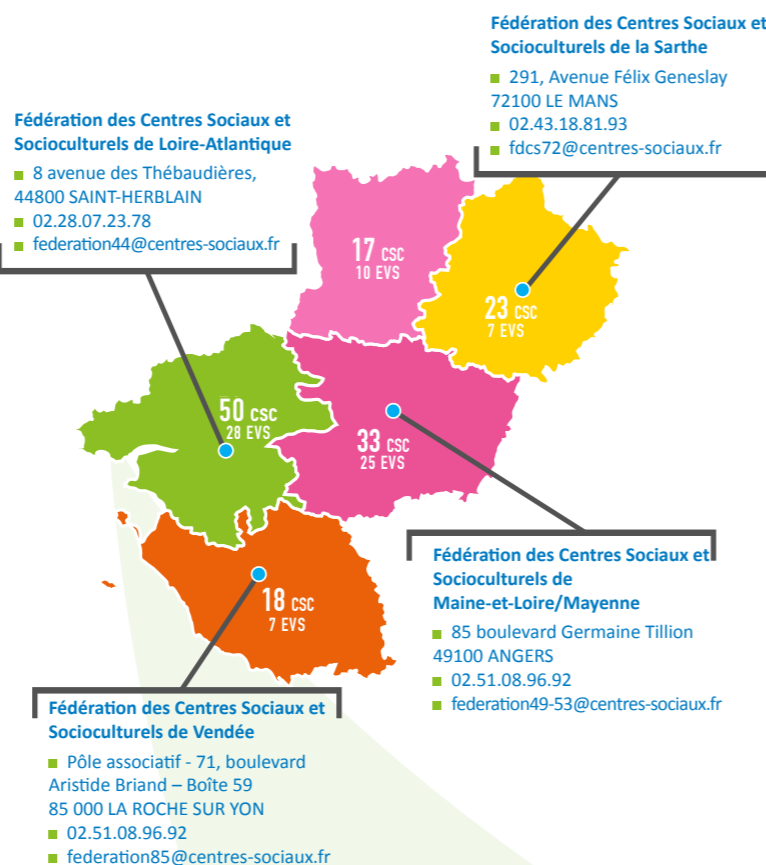 Fédération des Centres Sociaux et
Socioculturels de la Sarthe
291, Avenue Félix Geneslay
72100 LE MANS
02.43.18.81.93
fdcs72@centres-sociaux.fr
Fédération des Centres Sociaux et
Socioculturels de Loire-Atlantique
8 avenue des Thébaudières,
44800 SAINT-HERBLAIN
02.28.07.23.78
federation44@centres-sociaux.fr
17 CSC
10 EVS
23 CSC
7 EVS
50 CSC
28 EVS
33 CSC
25 EVS
18 CSC
7 EVS
Fédération des Centres Sociaux et
Socioculturels de
Maine-et-Loire/Mayenne
85 boulevard Germaine Tillion
49100 ANGERS
02.51.08.96.92
federation49-53@centres-sociaux.fr
Fédération des Centres Sociaux et
Socioculturels de Vendée
Pôle associatif - 71, boulevard
Aristide Briand – Boîte 59
85 000 LA ROCHE SUR YON
02.51.08.96.92
federation85@centres-sociaux.fr